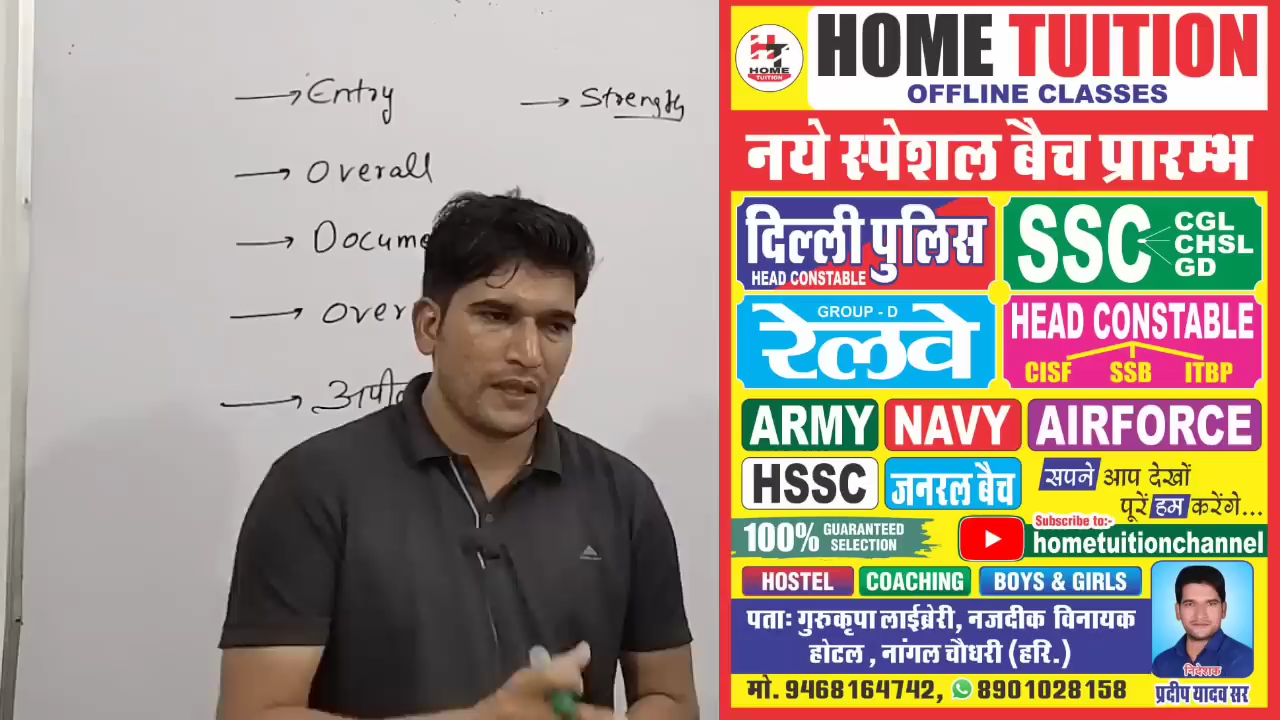 → Entry
→ Strength
→ Overall
→ Docume
→ over
→ अपील
HOME TUITION
HOME TUITION
OFFLINE CLASSES
नये स्पेशल बैच प्रारम्भ
दिल्ली पुलिस
HEAD CONSTABLE
SSC
CGL
CHSL
GD
GROUP - D
रेलवे
HEAD CONSTABLE
CISF SSB ITBP
ARMY NAVY AIRFORCE
HSSC जनरल बैच
सपने आप देखों
पूरें हम करेंगे...
100% GUARANTEED SELECTION
Subscribe to:-
hometuitionchannel
HOSTEL COACHING BOYS & GIRLS
पताः गुरुकृपा लाईब्रेरी, नजदीक विनायक
होटल , नांगल चौधरी (हरि.)
मो. 9468164742, 8901028158
निदेशक
प्रदीप यादव सर